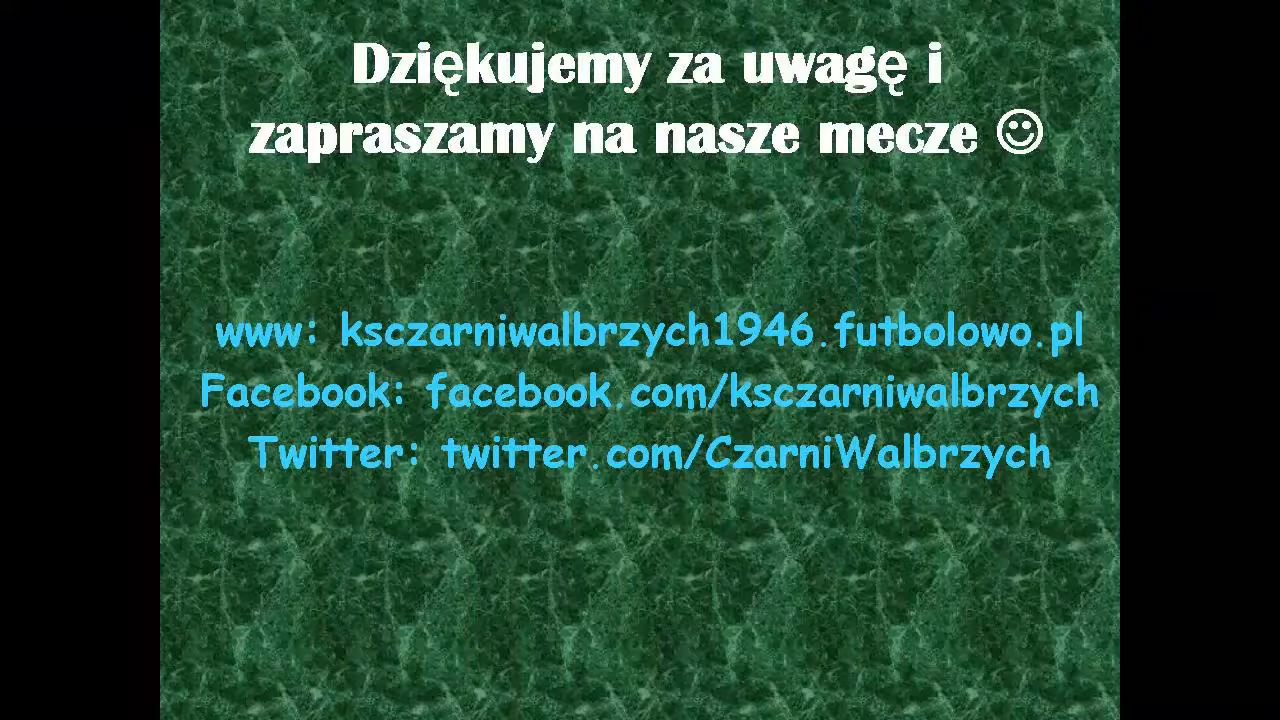 Dziękujemy za uwagę i
zapraszamy na nasze mecze ☺
www: ksczarniwalbrzych1946.futbolowo.pl
Facebook: facebook.com/ksczarniwalbrzych
Twitter: twitter.com/CzarniWalbrzych